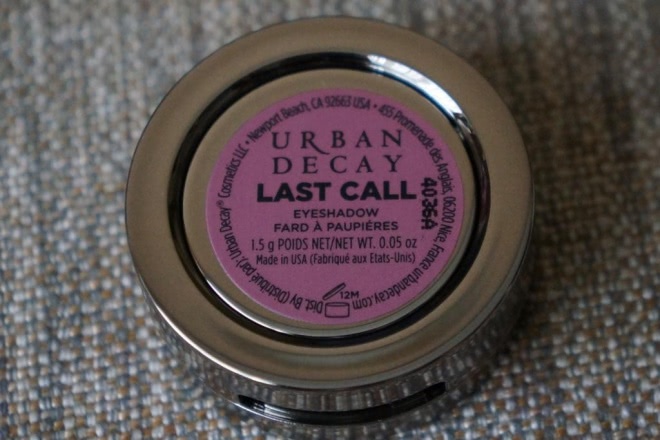 URBAN
DECAY
LAST CALL
EYESHADOW
FARD À PAUPIÈRES
1.5 g POIDS NET/NET WT. 0.05 oz
Made in USA (Fabriqué aux Etats-Unis)
12M
4036A
Dist. By (Distribué par) Urban Decay® Cosmetics LLC • Newport Beach, CA 92663 USA • 455 Promenade des Anglais, 06200 Nice, France urbandecay.com